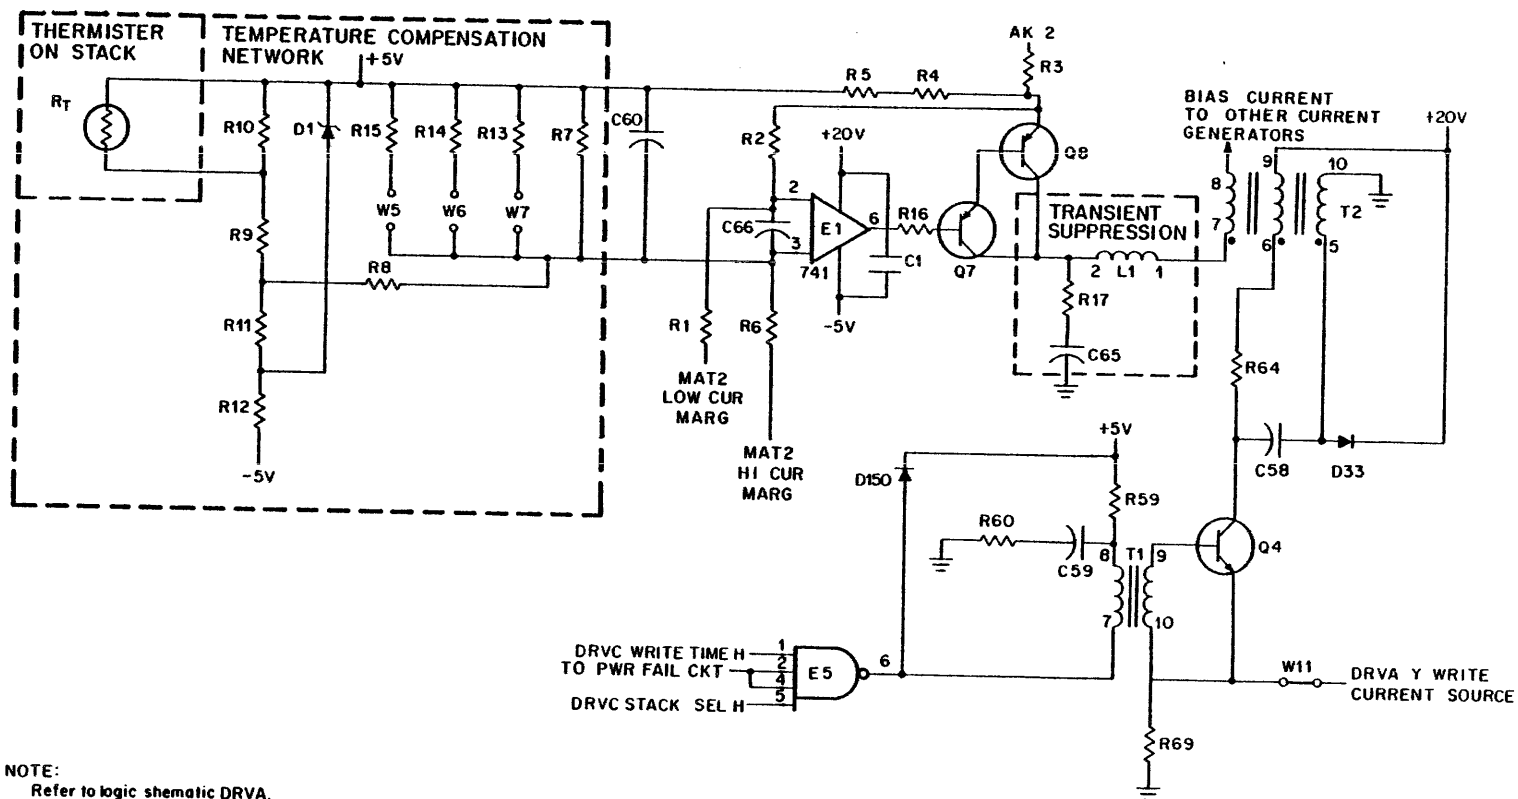 THERMISTER
ON STACK
TEMPERATURE COMPENSATION
NETWORK
+5V
RT
R10
D1
R15
R14
R13
R7
C60
W5
W6
W7
R9
R8
R11
R12
-5V
R5
R4
AK 2
R3
R2
+20V
Q8
2
E1
6
R16
C66
3
741
C1
Q7
-5V
R1
R6
MAT2
LOW CUR
MARG
MAT2
HI CUR
MARG
TRANSIENT
SUPPRESSION
2
L1
1
R17
C65
BIAS CURRENT
TO OTHER CURRENT
GENERATORS
+20V
8
9
10
7
6
5
T2
R64
C58
D33
+5V
D150
R59
R60
C59
8
T1
9
Q4
7
10
DRVC WRITE TIME H
1
TO PWR FAIL CKT
2
4
E5
6
DRVC STACK SEL H
5
W11
DRVA Y WRITE
CURRENT SOURCE
R69
NOTE:
Refer to logic shematic DRVA.